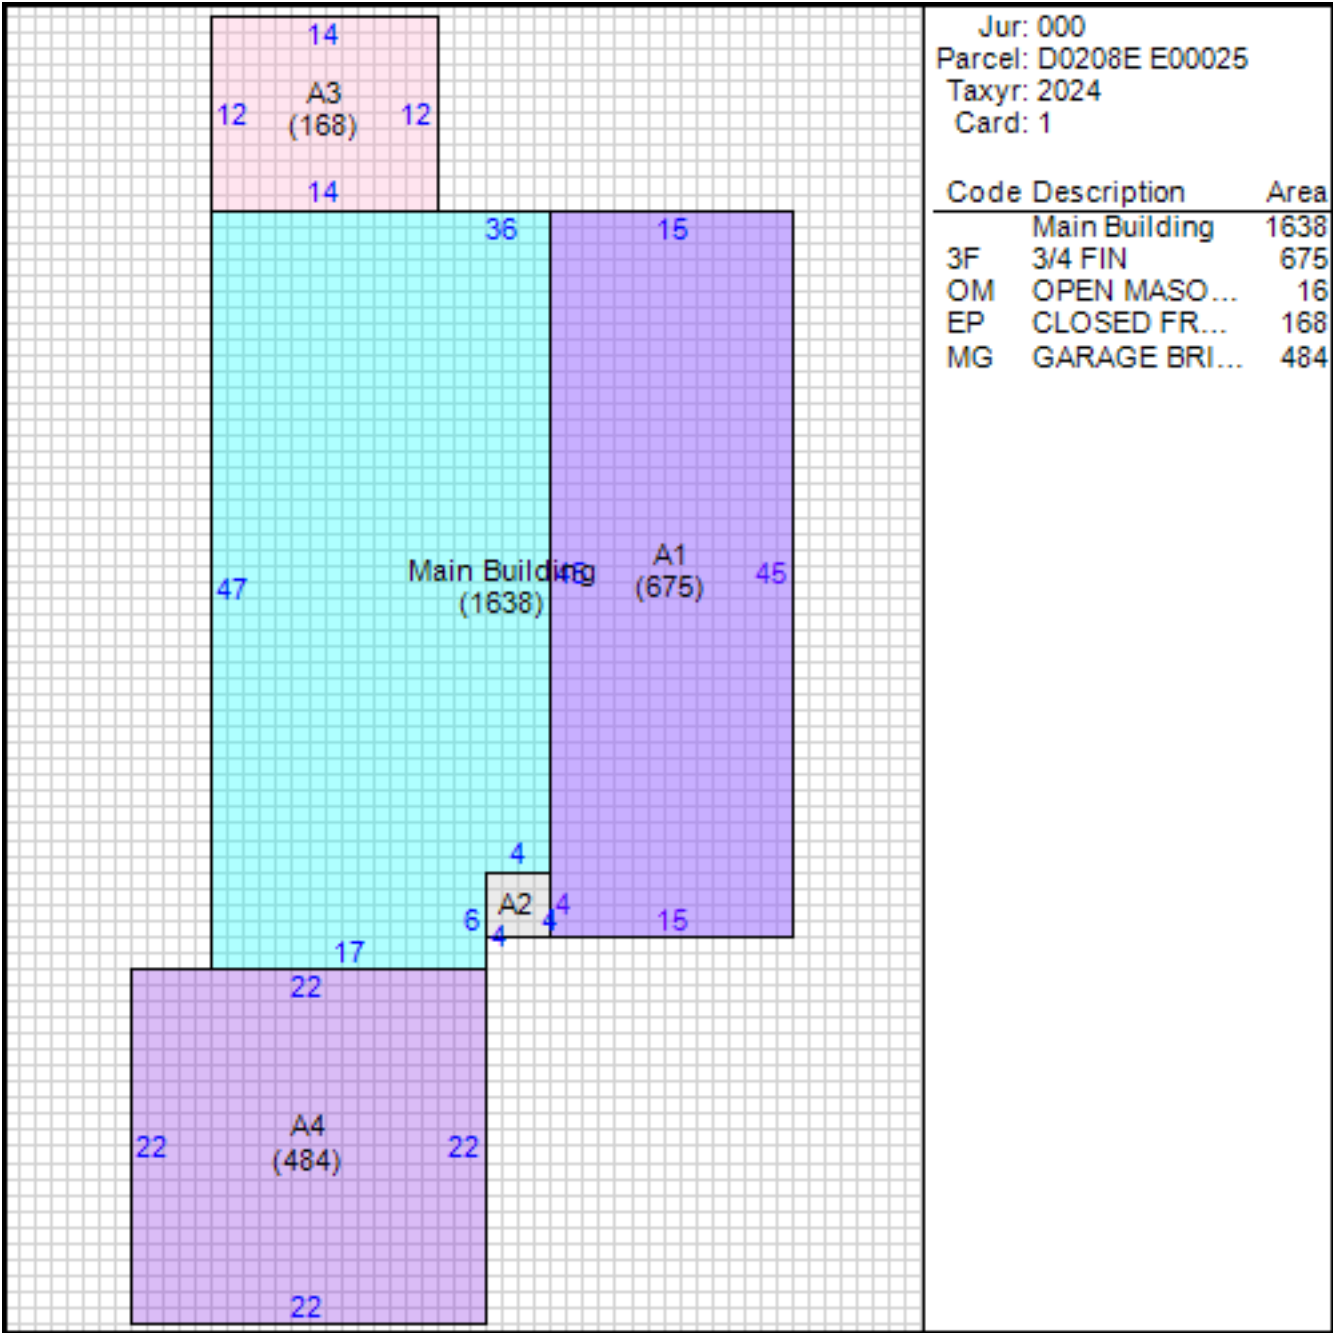 14
A3
12 12
(168)
14
36 15
A1
Main Building 45
47 (675)
(1638)
4
A2 4
6 4 15
4
17
22
A4
22 22
(484)
22
Jur: 000
Parcel: D0208E E00025
Taxyr: 2024
Card: 1
Code Description Area
Main Building 1638
3F 3/4 FIN 675
OM OPEN MASO... 16
EP CLOSED FR... 168
MG GARAGE BRI... 484